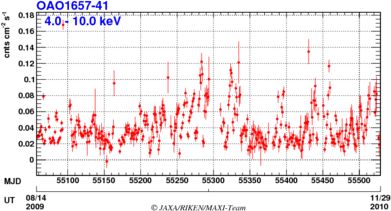 OAO1657-41
4.0 - 10.0 keV
cnts cm-2 s-1
0.18
0.16
0.14
0.12
0.1
0.08
0.06
0.04
0.02
0
MJD 55100 55150 55200 55250 55300 55350 55400 55450 55500
UT 08/14 2009 11/29 2010
© JAXA/RIKEN/MAXI-Team